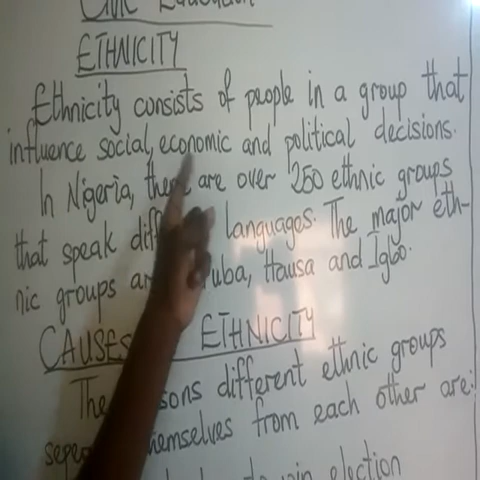 Civic Education
ETHNICITY
Ethnicity consists of people in a group that
influence social, economic and political decisions.
In Nigeria, there are over 250 ethnic groups
that speak diff languages. The major eth-
nic groups a uba, Hausa and Igbo.
CAUSES ETHNICITY
The sons different ethnic groups
seper emselves from each other are:
election